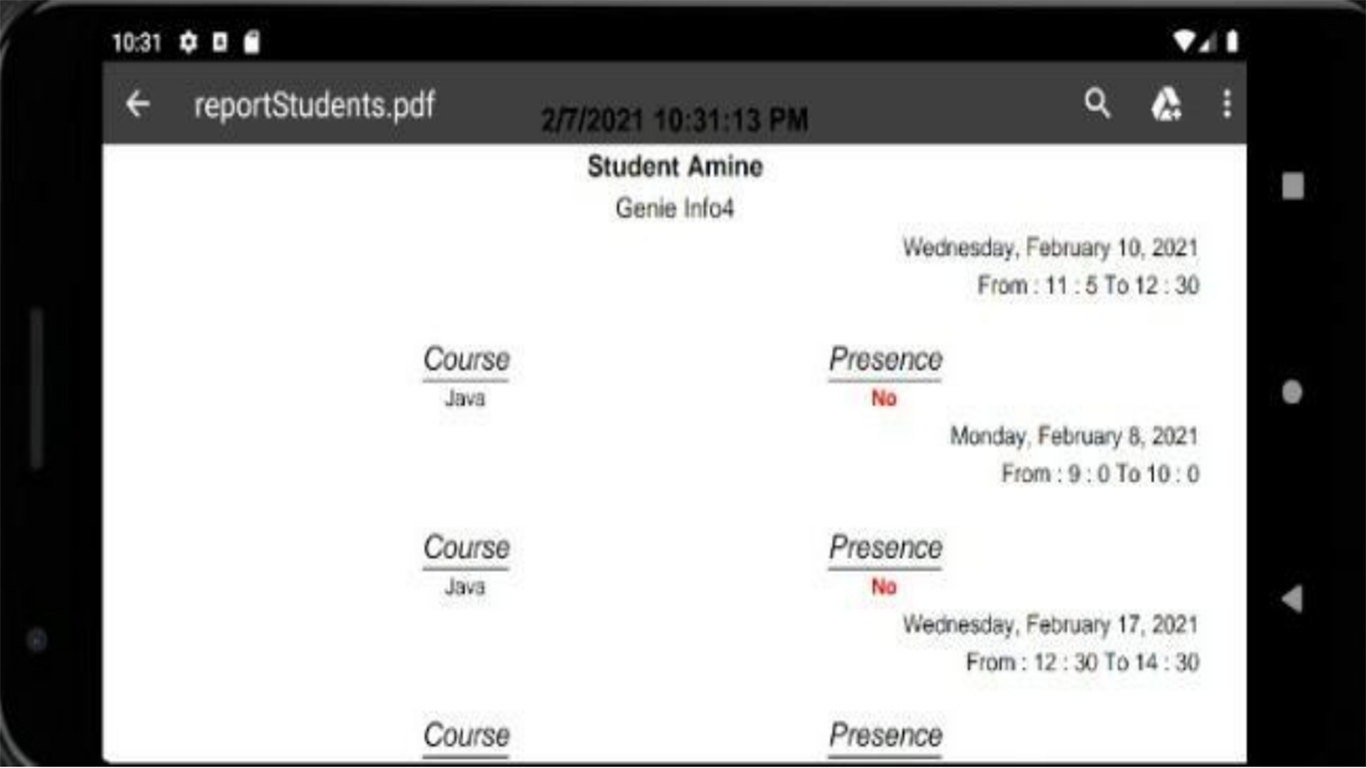 10:31
reportStudents.pdf
2/7/2021 10:31:13 PM
Student Amine
Genie Info4
Wednesday, February 10, 2021
From : 11 : 5 To 12 : 30
Course Presence
Java No
Monday, February 8, 2021
From : 9 : 0 To 10 : 0
Course Presence
Java No
Wednesday, February 17, 2021
From : 12 : 30 To 14 : 30
Course Presence